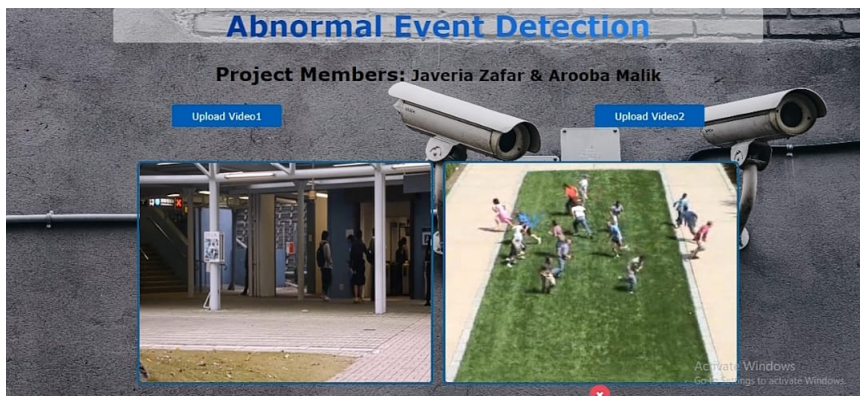 Abnormal Event Detection
Project Members: Javeria Zafar & Arooba Malik
Upload Video1
Upload Video2
Activate Windows
Go to Settings to activate Windows.